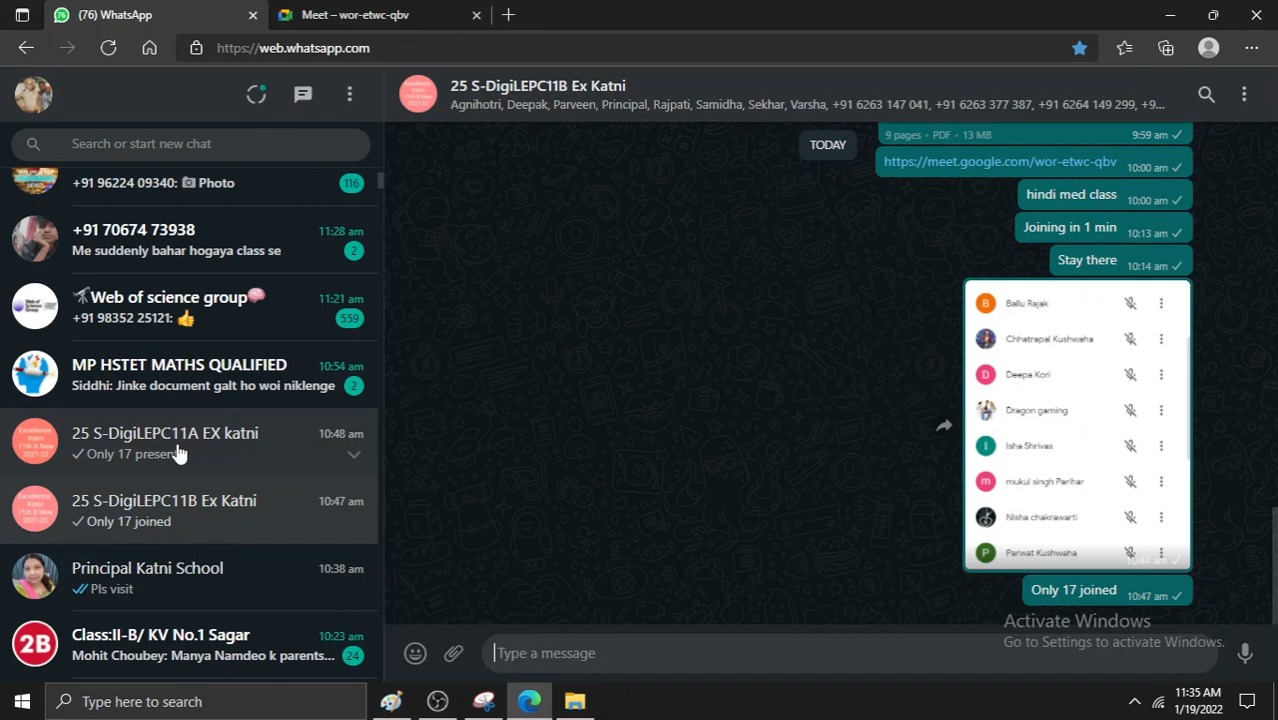 (76) WhatsApp
Meet – wor-etwc-qbv
https://web.whatsapp.com
Search or start new chat
+91 96224 09340: Photo
116
+91 70674 73938
11:28 am
Me suddenly bahar hogaya class se
2
Web of science group
11:21 am
+91 98352 25121:
559
MP HSTET MATHS QUALIFIED
10:54 am
Siddhi: Jinke document galt ho woi niklenge
2
25 S-DigiLEPC11A EX katni
10:48 am
Only 17 present
25 S-DigiLEPC11B Ex Katni
10:47 am
Only 17 joined
Principal Katni School
10:38 am
Pls visit
2B
Class:II-B/ KV No.1 Sagar
10:23 am
Mohit Choubey: Manya Namdeo k parents...
24
25 S-DigiLEPC11B Ex Katni
Agnihotri, Deepak, Parveen, Principal, Rajpati, Samidha, Sekhar, Varsha, +91 6263 147 041, +91 6263 377 387, +91 6264 149 299, +9...
9 pages • PDF • 13 MB
9:59 am
TODAY
https://meet.google.com/wor-etwc-qbv
10:00 am
hindi med class
10:00 am
Joining in 1 min
10:13 am
Stay there
10:14 am
B
Ballu Rajak
Chhatrapal Kushwaha
D
Deepa Kori
Dragon gaming
I
Isha Shrivas
m
mukul singh Parihar
Nisha chakrawarti
P
Parwat Kushwaha
10:44 am
Only 17 joined
10:47 am
Activate Windows
Go to Settings to activate Windows.
Type a message
Type here to search
11:35 AM
1/19/2022